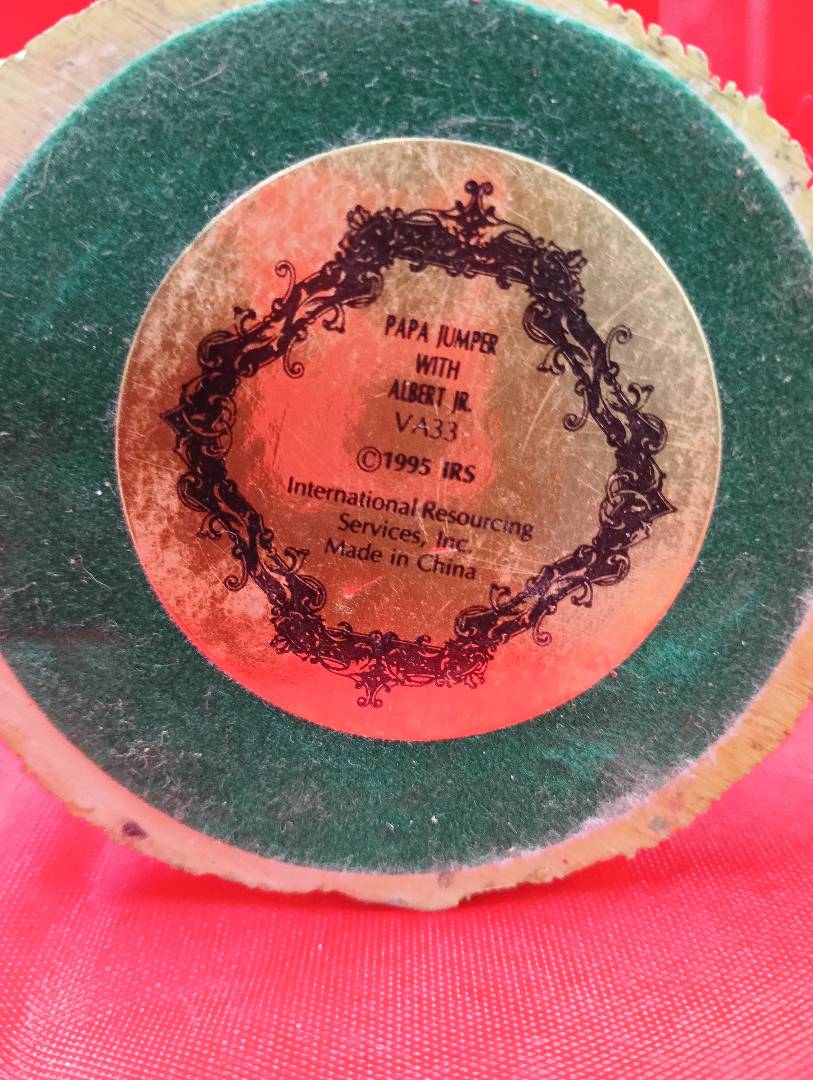 PAPA JUMPER
WITH
ALBERT JR.
VA33
©1995 IRS
International Resourcing
Services, Inc.
Made in China